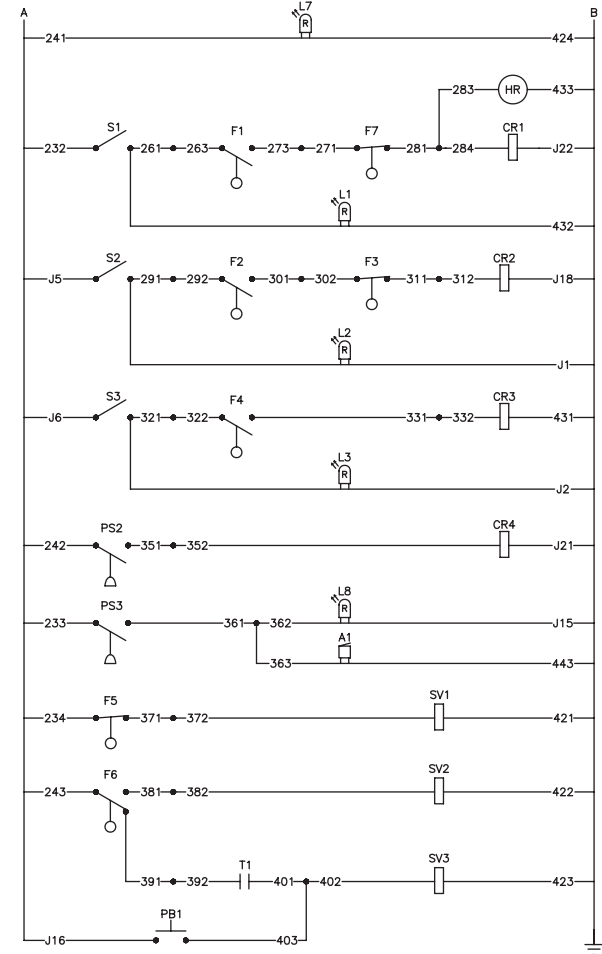 A B
L7
R
241 424
283 HR 433
S1 F1 F7 CR1
232 261 263 273 271 281 284 J22
L1
R
432
S2 F2 F3 CR2
J5 291 292 301 302 311 312 J18
L2
R
J1
S3 F4 CR3
J6 321 322 331 332 431
L3
R
J2
PS2 CR4
242 351 352 J21
PS3 L8
R
233 361 362 J15
A1
363 443
F5 SV1
234 371 372 421
F6 SV2
243 381 382 422
T1 SV3
391 392 401 402 423
PB1
J16 403